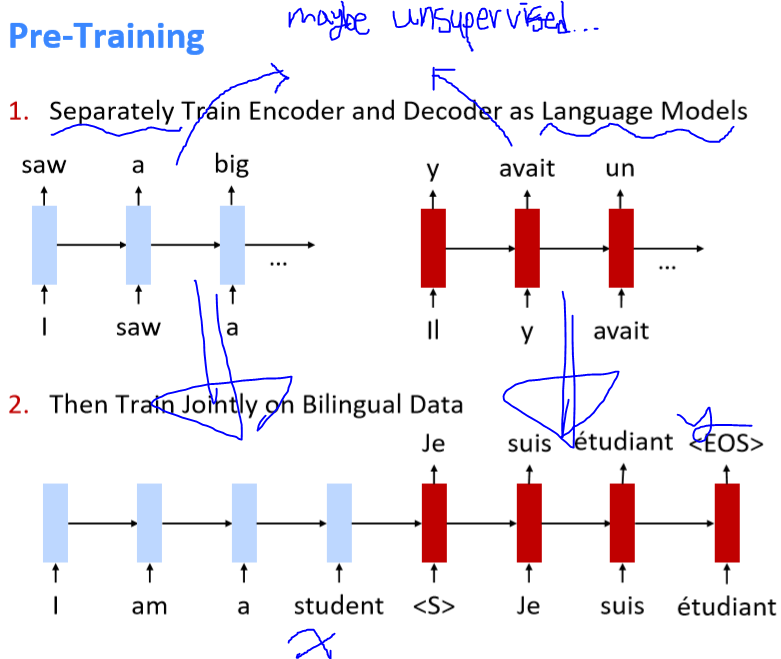 maybe unsupervised...
Pre-Training
1. Separately Train Encoder and Decoder as Language Models
saw a big y avait un
... ...
I saw a Il y avait
2. Then Train Jointly on Bilingual Data
y
Je suis étudiant <EOS>
I am a student <S> Je suis étudiant
x